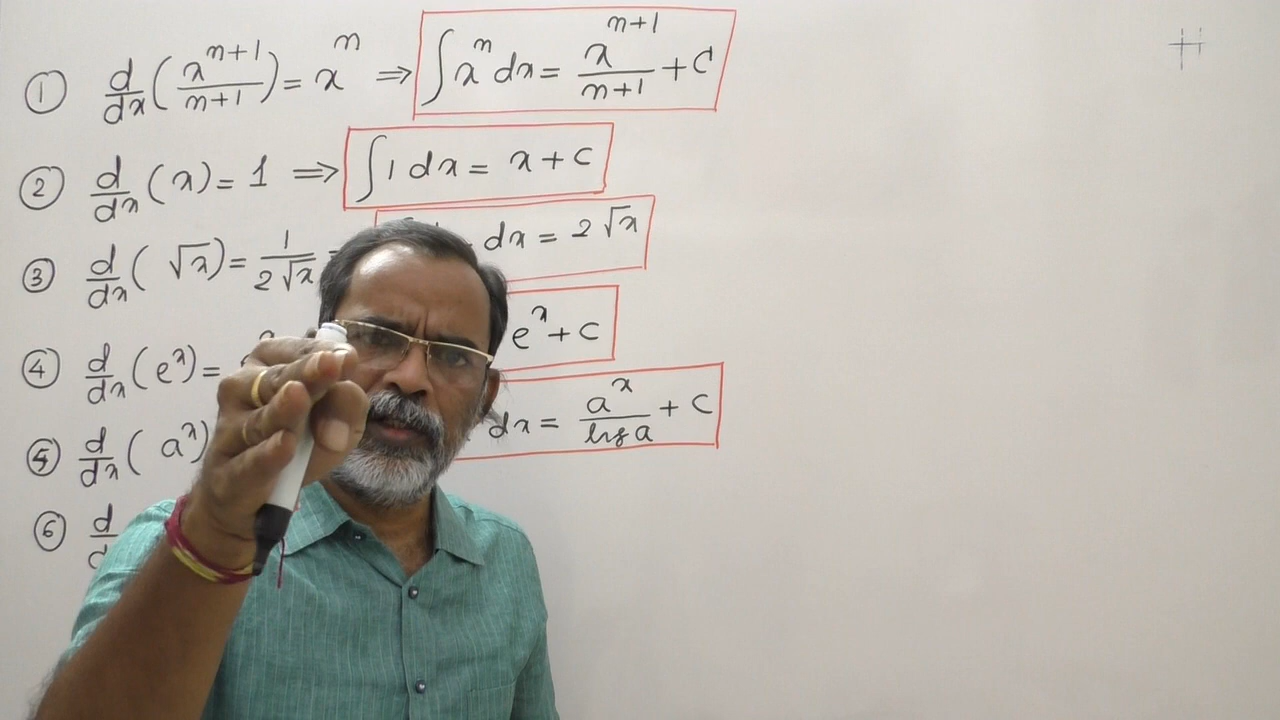 ① d/dx (x^{n+1}/n+1) = x^n ⇒ ∫ x^n dx = x^{n+1}/n+1 + C
② d/dx (x) = 1 ⇒ ∫ 1 dx = x + C
③ d/dx (√x) = 1/2√x dx = 2√x
④ d/dx (e^x) = e^x + C
⑤ d/dx (a^x) dx = a^x/log a + C
⑥ d/d